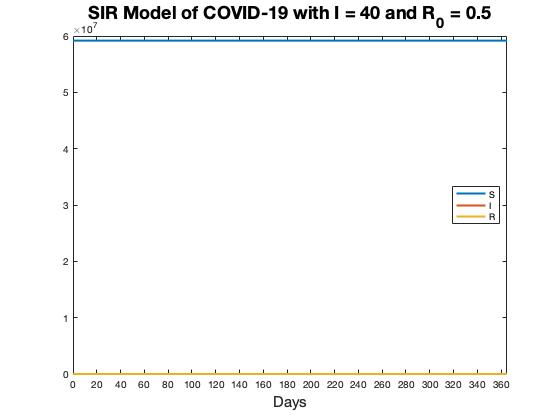 SIR Model of COVID-19 with I = 40 and R₀ = 0.5
×10⁷
6
5
4
3
2
1
0
S
I
R
0 20 40 60 80 100 120 140 160 180 200 220 240 260 280 300 320 340 360
Days